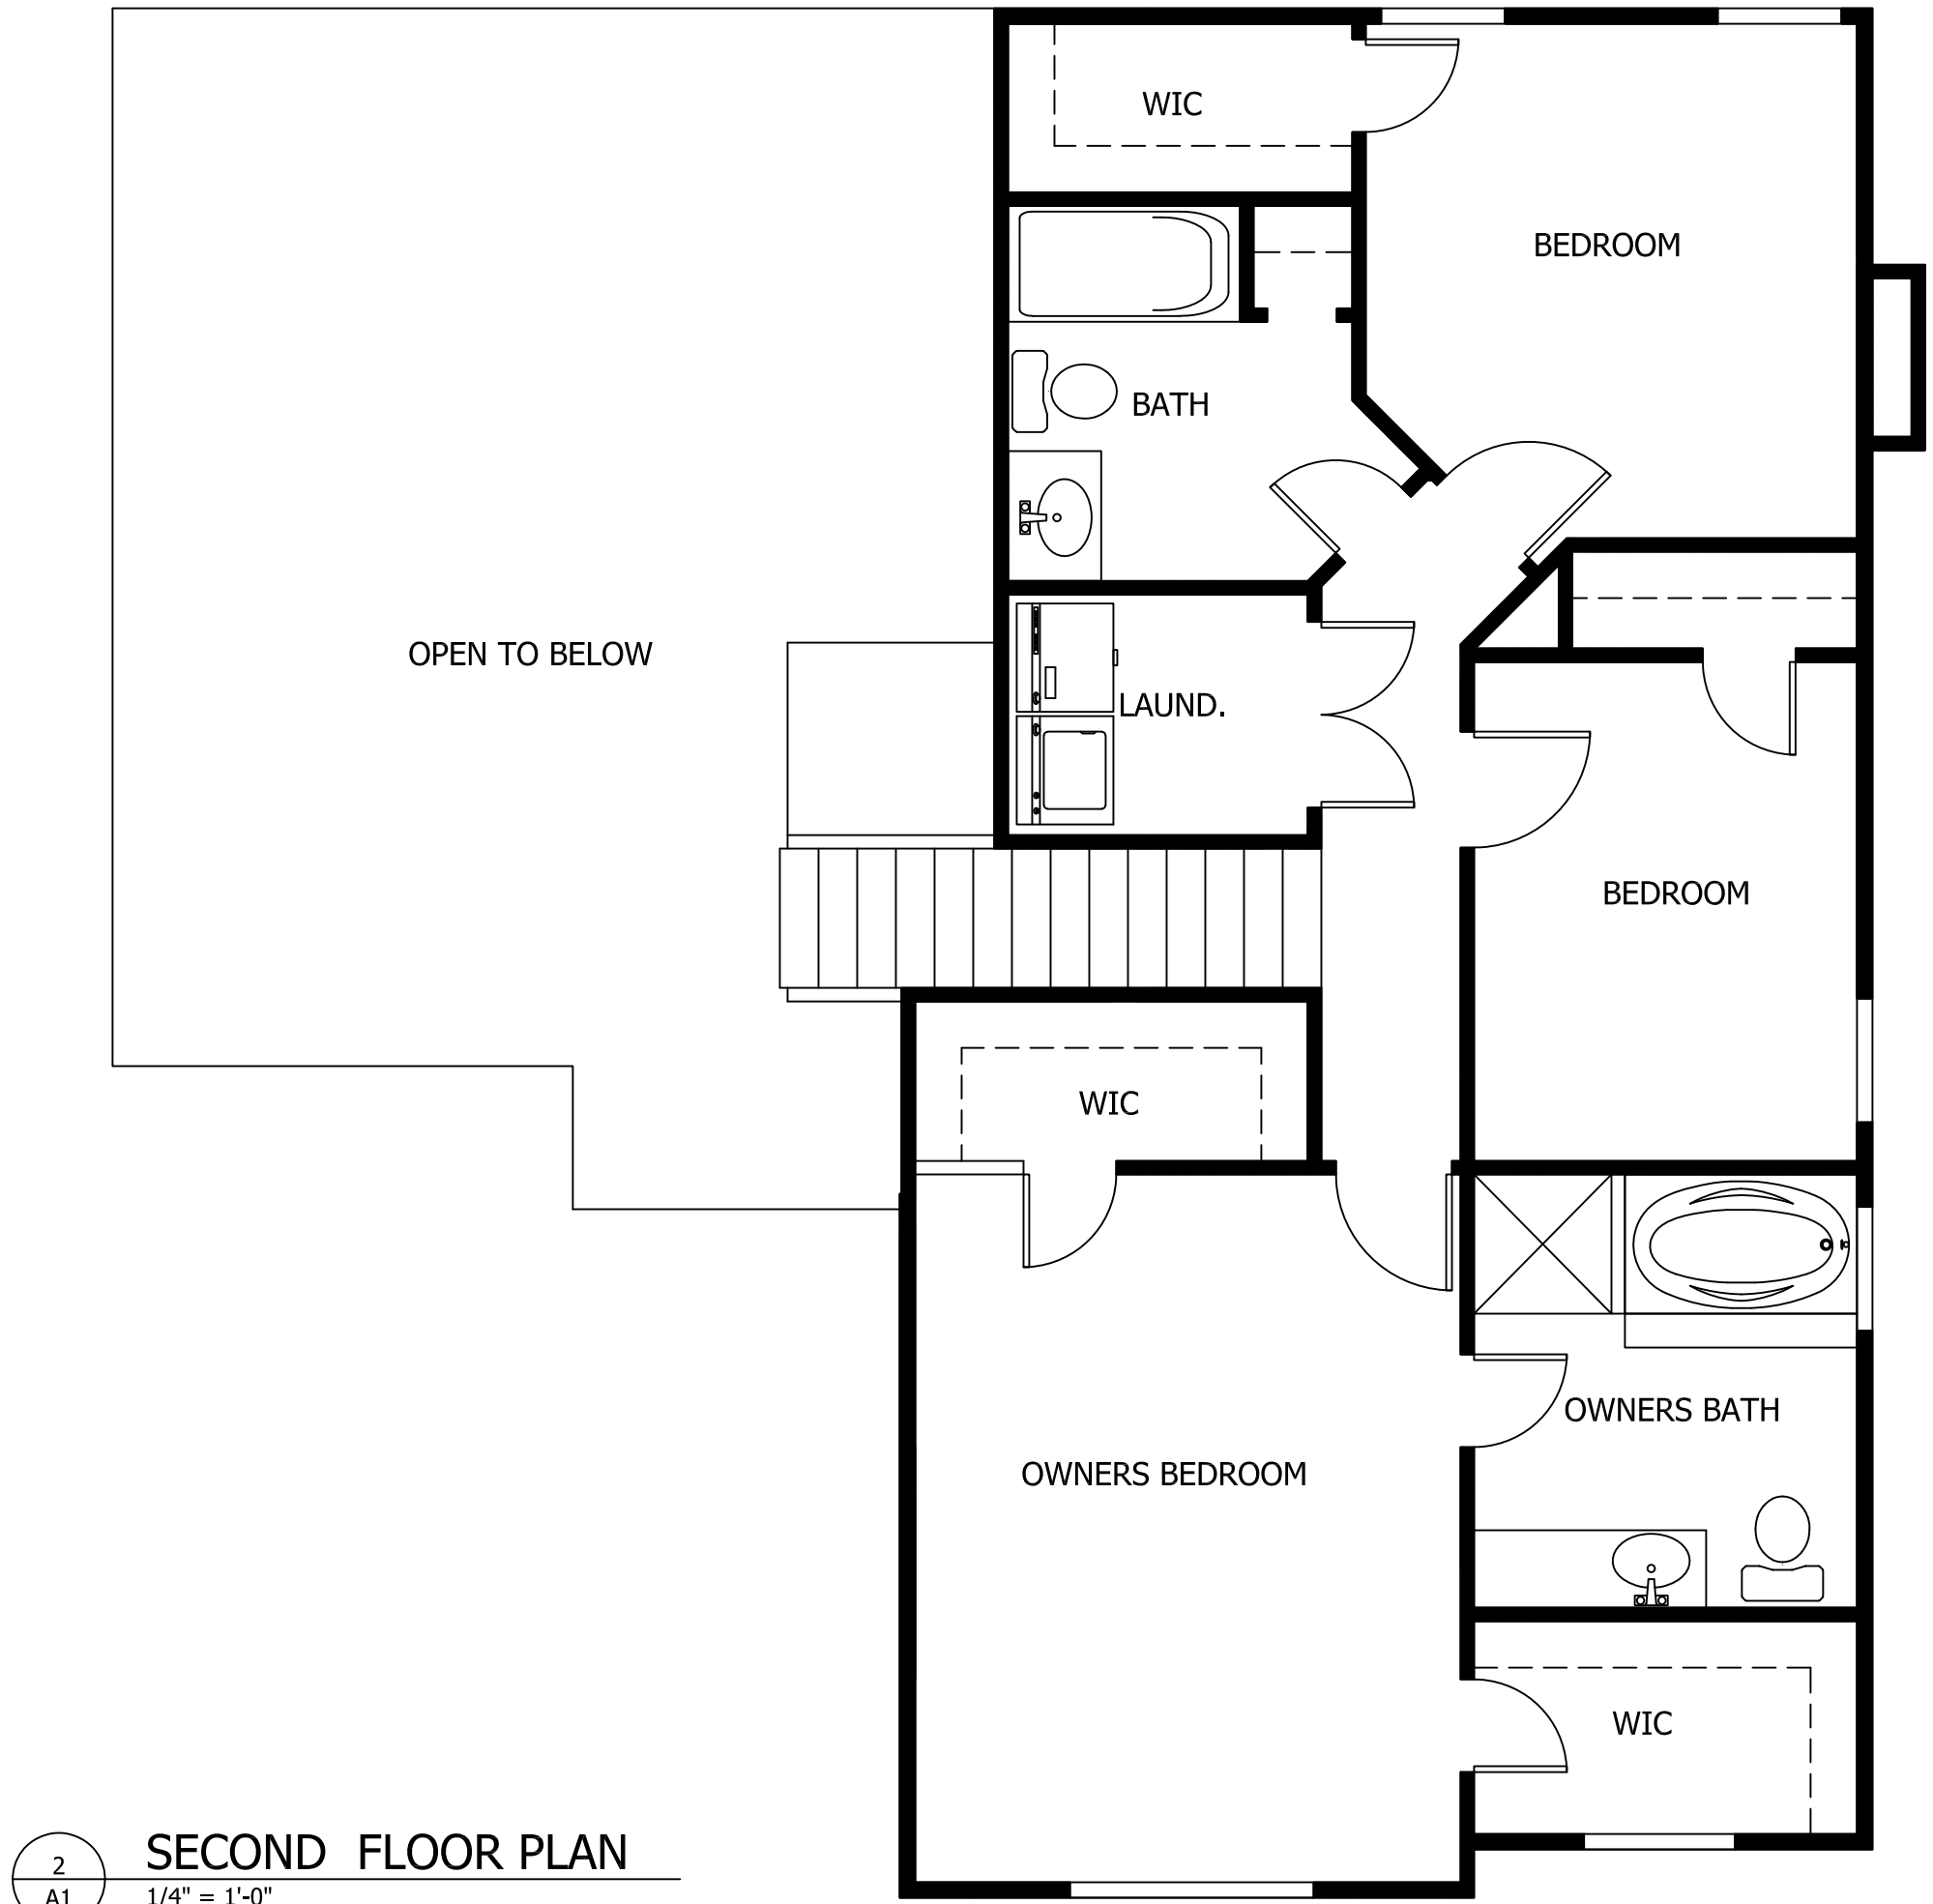 WIC
BEDROOM
BATH
OPEN TO BELOW
LAUND.
BEDROOM
WIC
OWNERS BATH
OWNERS BEDROOM
WIC
SECOND FLOOR PLAN
2
A1
1/4" = 1'-0"